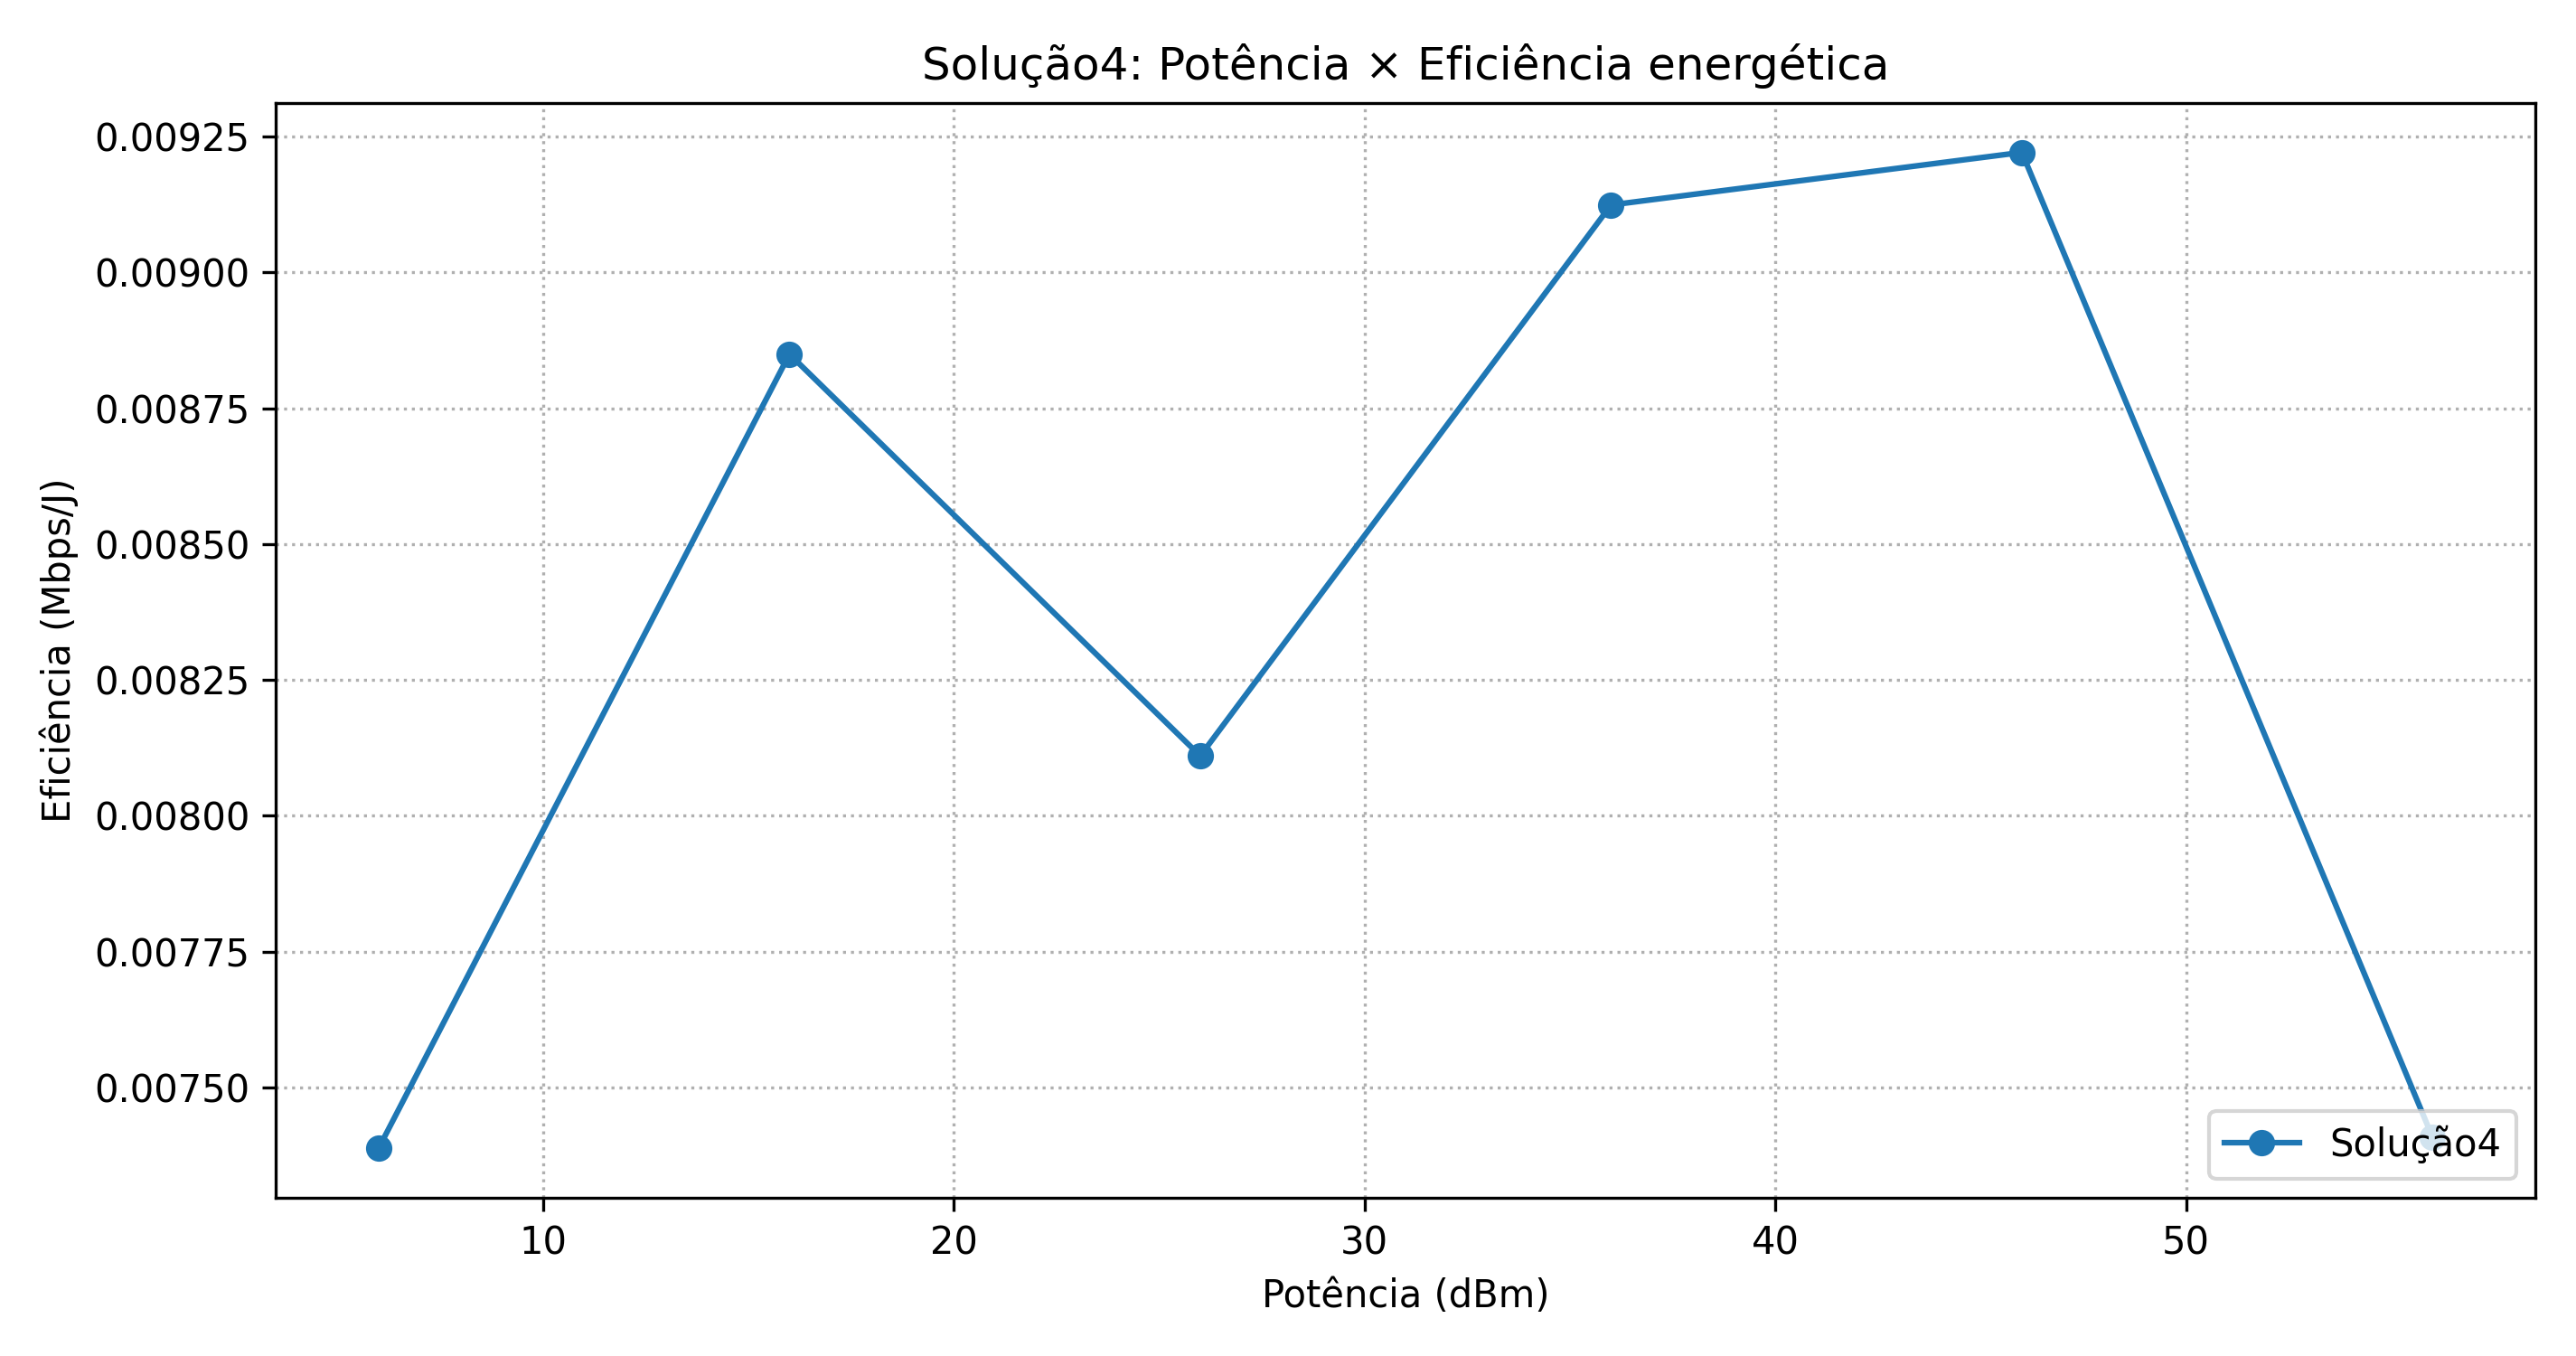 Solução4: Potência × Eficiência energética
Eficiência (Mbps/J)
0.00925
0.00900
0.00875
0.00850
0.00825
0.00800
0.00775
0.00750
10 20 30 40 50
Potência (dBm)
Solução4